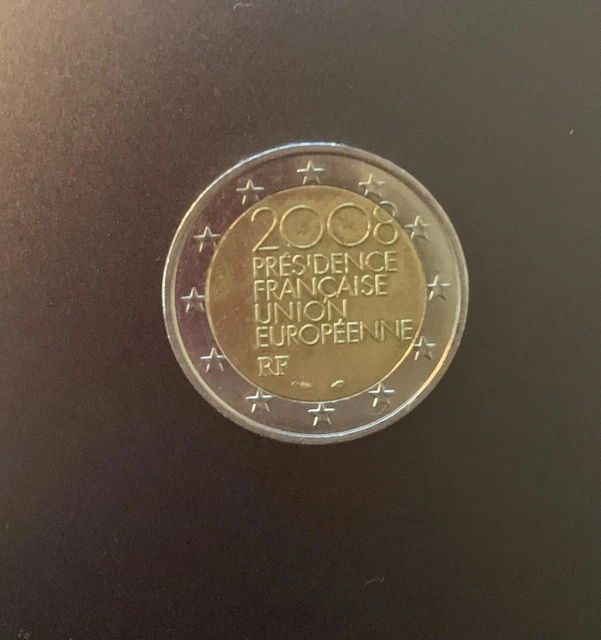 2008
PRÉSIDENCE
FRANÇAISE
UNION
EUROPÉENNE
RF